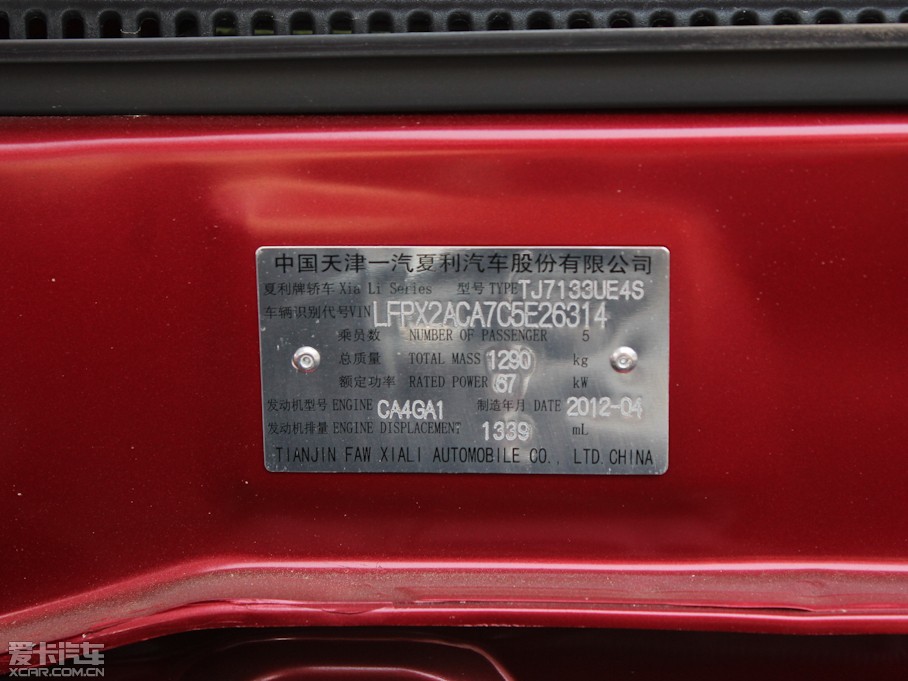 中国天津一汽夏利汽车股份有限公司
夏利牌轿车 Xia Li Series 型号 TYPE TJ7133UE4S
车辆识别代号VIN LFPX2ACA7C5E26314
乘员数 NUMBER OF PASSENGER 5
总质量 TOTAL MASS 1290 kg
额定功率 RATED POWER 67 kW
发动机型号 ENGINE CA4GA1 制造年月 DATE 2012-04
发动机排量 ENGINE DISPLACEMENT 1339 mL
TIANJIN FAW XIALI AUTOMOBILE CO., LTD.CHINA
爱卡汽车
XCAR.COM.CN